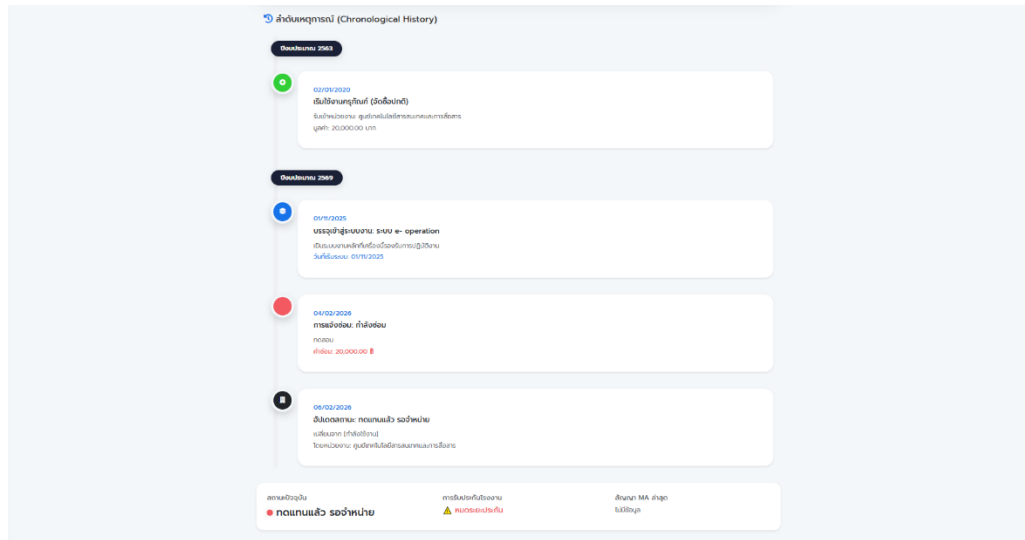 ลำดับเหตุการณ์ (Chronological History)
ปีงบประมาณ 2563
02/01/2020
เริ่มใช้งานครุภัณฑ์ (จัดซื้อปกติ)
รับเข้าหน่วยงาน: ศูนย์เทคโนโลยีสารสนเทศและการสื่อสาร
มูลค่า: 20,000.00 บาท
ปีงบประมาณ 2569
01/11/2025
บรรจุเข้าสู่ระบบงาน: ระบบ e- operation
เป็นระบบงานหลักที่เครื่องนี้รองรับการปฏิบัติงาน
วันที่เริ่มระบบ: 01/11/2025
04/02/2026
การแจ้งซ่อม: กำลังซ่อม
ทดสอบ
ค่าซ่อม: 20,000.00 ฿
06/02/2026
อัปเดตสถานะ: ทดแทนแล้ว รอจำหน่าย
เปลี่ยนจาก (กำลังใช้งาน)
โดยหน่วยงาน: ศูนย์เทคโนโลยีสารสนเทศและการสื่อสาร
สถานะปัจจุบัน
ทดแทนแล้ว รอจำหน่าย
การรับประกันโรงงาน
หมดระยะประกัน
สัญญา MA ล่าสุด
ไม่มีข้อมูล